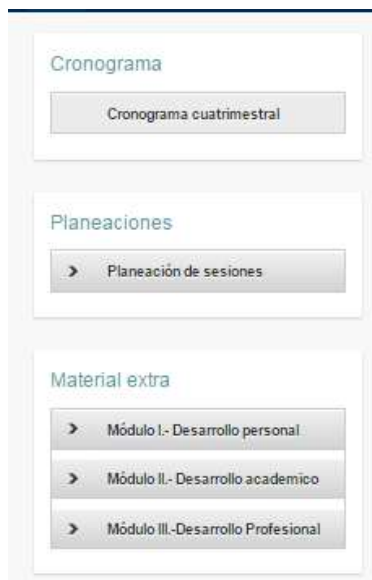 Cronograma
Cronograma cuatrimestral
Planeaciones
Planeación de sesiones
Material extra
Módulo I.- Desarrollo personal
Módulo II.- Desarrollo academico
Módulo III.-Desarrollo Profesional